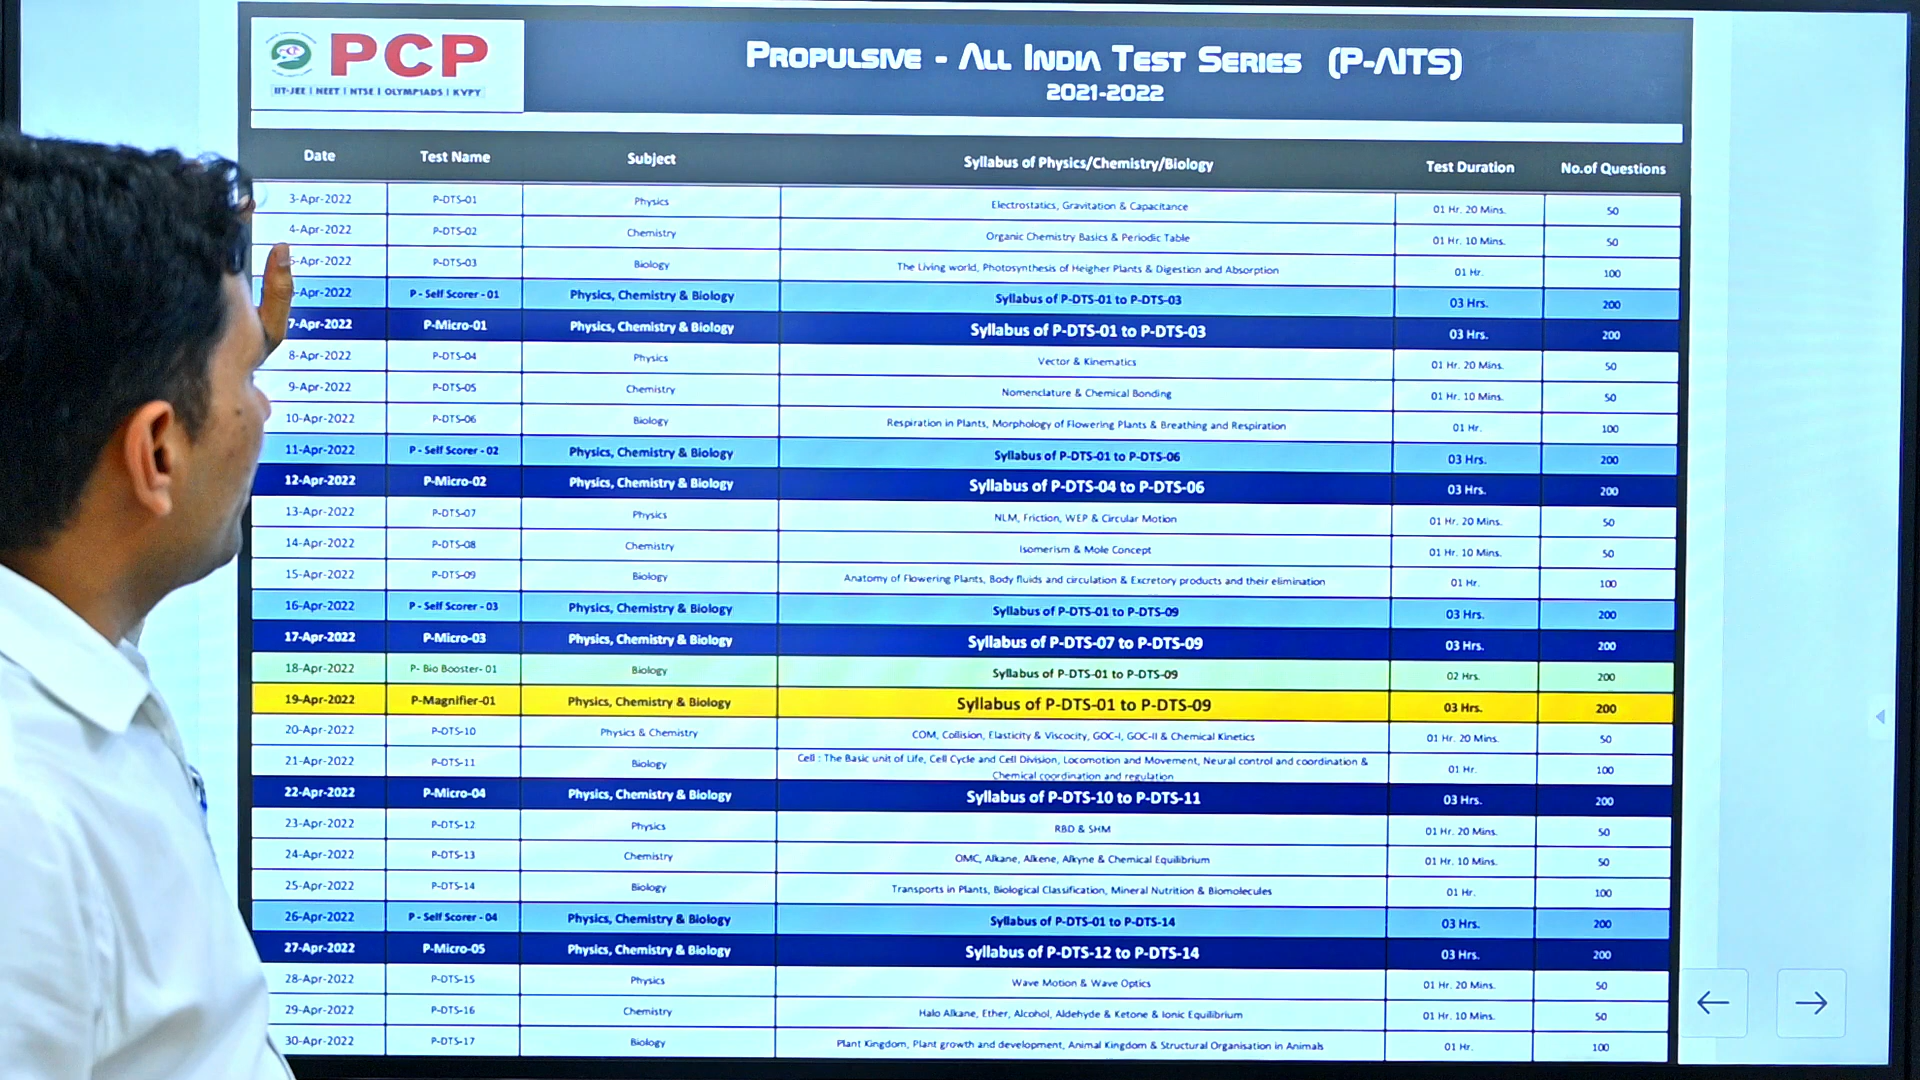 PCP
IIT-JEE | NEET | NTSE | OLYMPIADS | KVPY
PROPULSIVE - ALL INDIA TEST SERIES (P-AITS)
2021-2022
Date Test Name Subject Syllabus of Physics/Chemistry/Biology Test Duration No.of Questions
3-Apr-2022 P-DTS-01 Physics Electrostatics, Gravitation & Capacitance 01 Hr. 20 Mins. 50
4-Apr-2022 P-DTS-02 Chemistry Organic Chemistry Basics & Periodic Table 01 Hr. 10 Mins. 50
5-Apr-2022 P-DTS-03 Biology The Living world, Photosynthesis of Heigher Plants & Digestion and Absorption 01 Hr. 100
-Apr-2022 P - Self Scorer - 01 Physics, Chemistry & Biology Syllabus of P-DTS-01 to P-DTS-03 03 Hrs. 200
7-Apr-2022 P-Micro-01 Physics, Chemistry & Biology Syllabus of P-DTS-01 to P-DTS-03 03 Hrs. 200
8-Apr-2022 P-DTS-04 Physics Vector & Kinematics 01 Hr. 20 Mins. 50
9-Apr-2022 P-DTS-05 Chemistry Nomenclature & Chemical Bonding 01 Hr. 10 Mins. 50
10-Apr-2022 P-DTS-06 Biology Respiration in Plants, Morphology of Flowering Plants & Breathing and Respiration 01 Hr. 100
11-Apr-2022 P - Self Scorer - 02 Physics, Chemistry & Biology Syllabus of P-DTS-01 to P-DTS-06 03 Hrs. 200
12-Apr-2022 P-Micro-02 Physics, Chemistry & Biology Syllabus of P-DTS-04 to P-DTS-06 03 Hrs. 200
13-Apr-2022 P-DTS-07 Physics NLM, Friction, WEP & Circular Motion 01 Hr. 20 Mins. 50
14-Apr-2022 P-DTS-08 Chemistry Isomerism & Mole Concept 01 Hr. 10 Mins. 50
15-Apr-2022 P-DTS-09 Biology Anatomy of Flowering Plants, Body fluids and circulation & Excretory products and their elimination 01 Hr. 100
16-Apr-2022 P - Self Scorer - 03 Physics, Chemistry & Biology Syllabus of P-DTS-01 to P-DTS-09 03 Hrs. 200
17-Apr-2022 P-Micro-03 Physics, Chemistry & Biology Syllabus of P-DTS-07 to P-DTS-09 03 Hrs. 200
18-Apr-2022 P- Bio Booster- 01 Biology Syllabus of P-DTS-01 to P-DTS-09 02 Hrs. 200
19-Apr-2022 P-Magnifier-01 Physics, Chemistry & Biology Syllabus of P-DTS-01 to P-DTS-09 03 Hrs. 200
20-Apr-2022 P-DTS-10 Physics & Chemistry COM, Collision, Elasticity & Viscocity, GOC-I, GOC-II & Chemical Kinetics 01 Hr. 20 Mins. 50
21-Apr-2022 P-DTS-11 Biology Cell : The Basic unit of Life, Cell Cycle and Cell Division, Locomotion and Movement, Neural control and coordination & 01 Hr. 100
Chemical coordination and regulation
22-Apr-2022 P-Micro-04 Physics, Chemistry & Biology Syllabus of P-DTS-10 to P-DTS-11 03 Hrs. 200
23-Apr-2022 P-DTS-12 Physics RBD & SHM 01 Hr. 20 Mins. 50
24-Apr-2022 P-DTS-13 Chemistry OMC, Alkane, Alkene, Alkyne & Chemical Equilibrium 01 Hr. 10 Mins. 50
25-Apr-2022 P-DTS-14 Biology Transports in Plants, Biological Classification, Mineral Nutrition & Biomolecules 01 Hr. 100
26-Apr-2022 P - Self Scorer - 04 Physics, Chemistry & Biology Syllabus of P-DTS-01 to P-DTS-14 03 Hrs. 200
27-Apr-2022 P-Micro-05 Physics, Chemistry & Biology Syllabus of P-DTS-12 to P-DTS-14 03 Hrs. 200
28-Apr-2022 P-DTS-15 Physics Wave Motion & Wave Optics 01 Hr. 20 Mins. 50
29-Apr-2022 P-DTS-16 Chemistry Halo Alkane, Ether, Alcohol, Aldehyde & Ketone & Ionic Equilibrium 01 Hr. 10 Mins. 50
30-Apr-2022 P-DTS-17 Biology Plant Kingdom, Plant growth and development, Animal Kingdom & Structural Organisation in Animals 01 Hr. 100